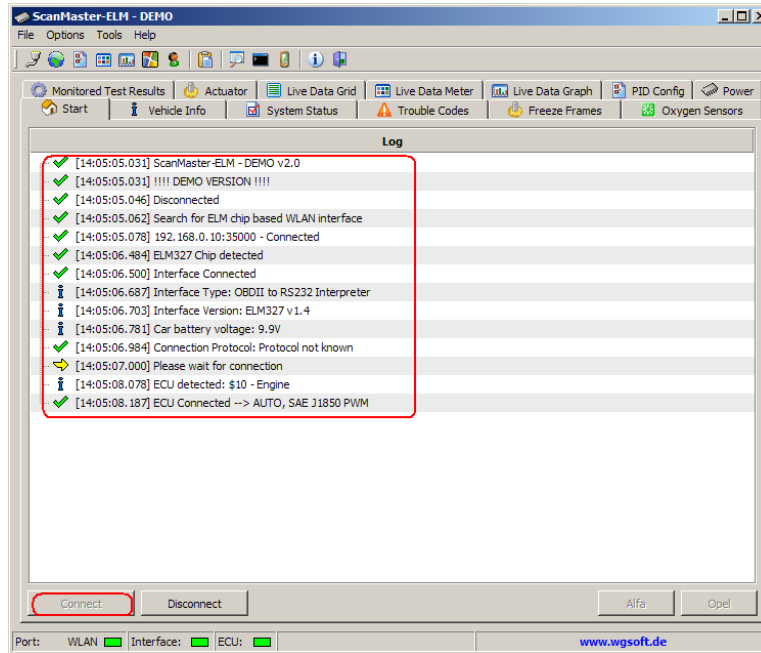 ScanMaster-ELM - DEMO
File Options Tools Help
Monitored Test Results Actuator Live Data Grid Live Data Meter Live Data Graph PID Config Power
Start Vehicle Info System Status Trouble Codes Freeze Frames Oxygen Sensors
Log
[14:05:05.031] ScanMaster-ELM - DEMO v2.0
[14:05:05.031] !!!! DEMO VERSION !!!!
[14:05:05.046] Disconnected
[14:05:05.062] Search for ELM chip based WLAN interface
[14:05:05.078] 192.168.0.10:35000 - Connected
[14:05:06.484] ELM327 Chip detected
[14:05:06.500] Interface Connected
[14:05:06.687] Interface Type: OBDII to RS232 Interpreter
[14:05:06.703] Interface Version: ELM327 v1.4
[14:05:06.781] Car battery voltage: 9.9V
[14:05:06.984] Connection Protocol: Protocol not known
[14:05:07.000] Please wait for connection
[14:05:08.078] ECU detected: $10 - Engine
[14:05:08.187] ECU Connected --> AUTO, SAE J1850 PWM
Connect Disconnect Alfa Opel
Port: WLAN Interface: ECU: www.wgsoft.de